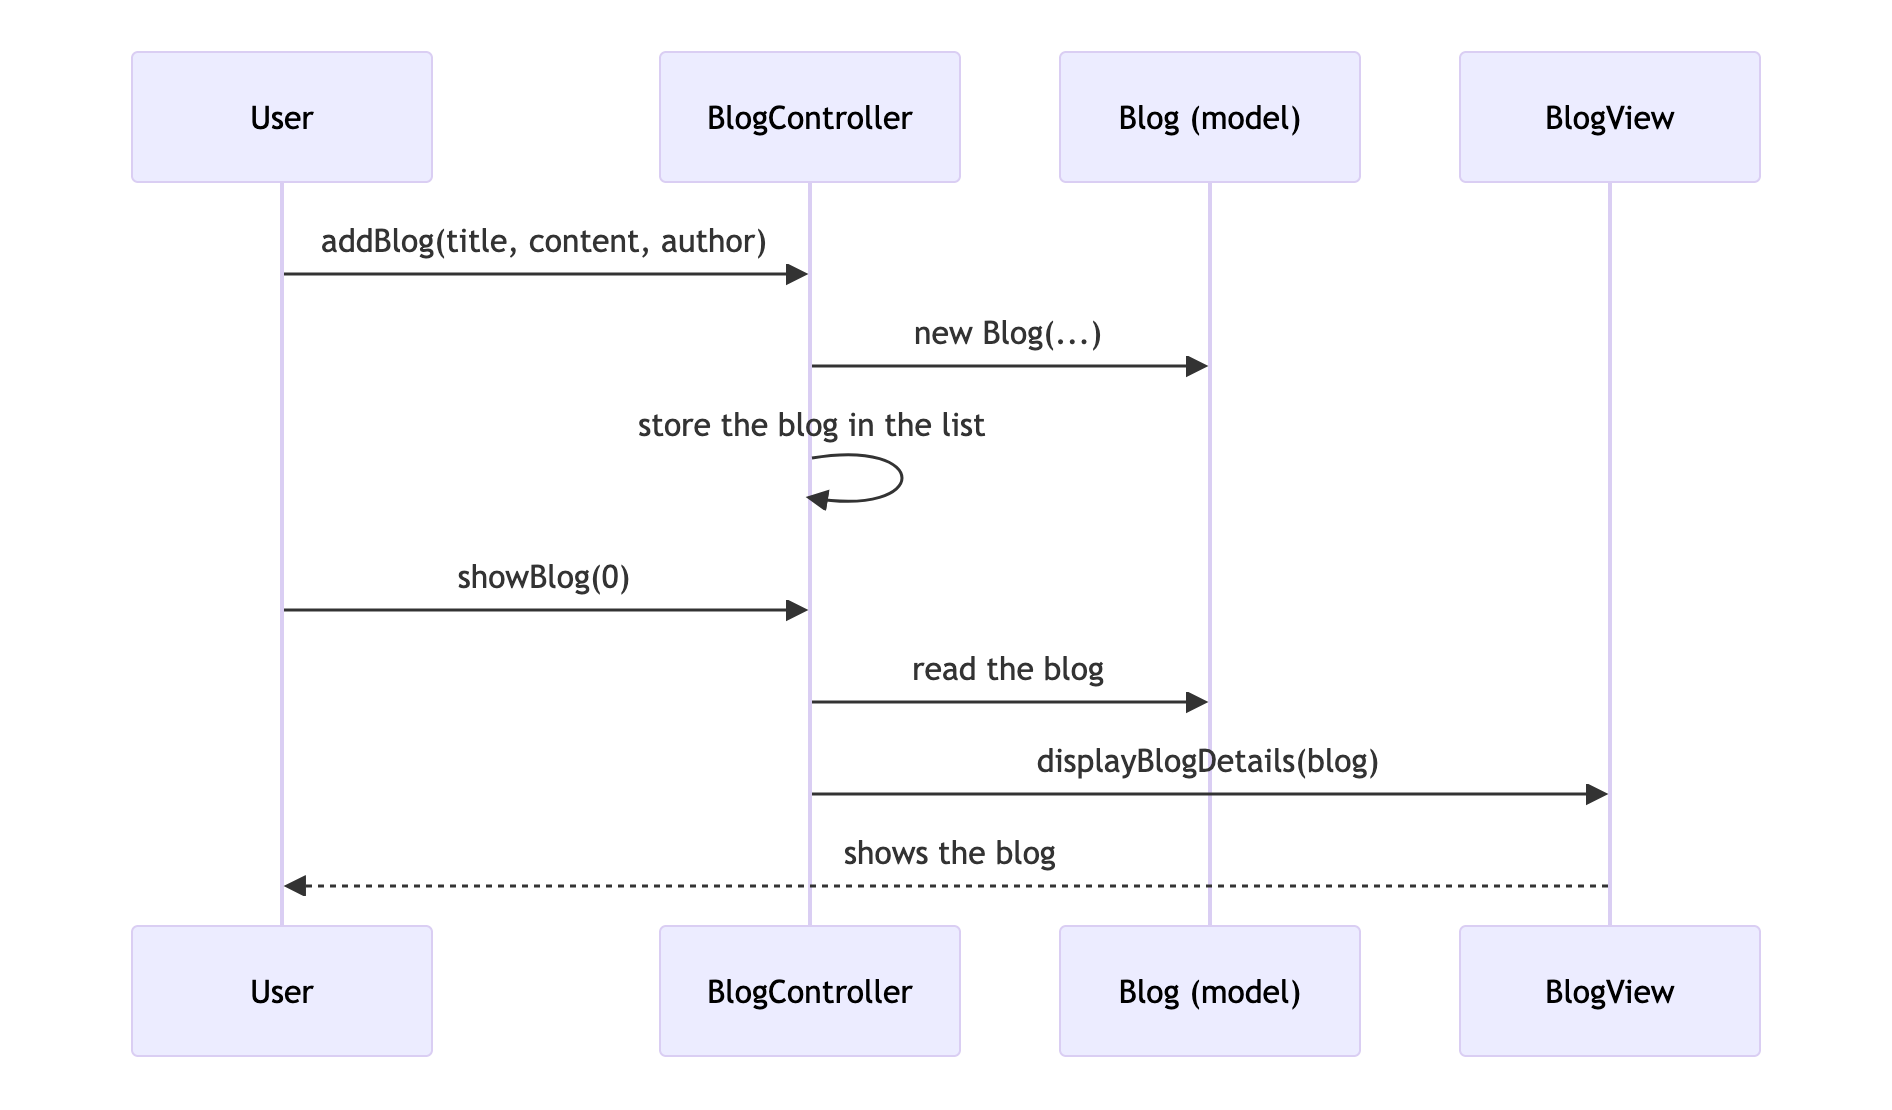 User
BlogController
Blog (model)
BlogView
addBlog(title, content, author)
new Blog(...)
store the blog in the list
showBlog(0)
read the blog
displayBlogDetails(blog)
shows the blog
User
BlogController
Blog (model)
BlogView